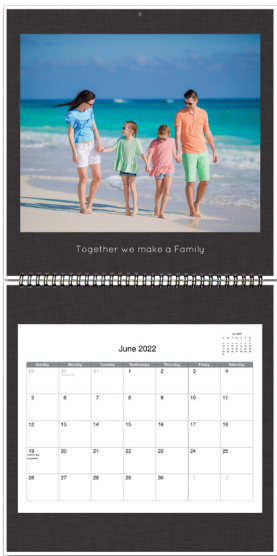 Together we make a Family
June 2022
Sunday Monday Tuesday Wednesday Thursday Friday Saturday
29 30 31 1 2 3 4
5 6 7 8 9 10 11
12 13 14 15 16 17 18
19 20 21 22 23 24 25
26 27 28 29 30 1 2